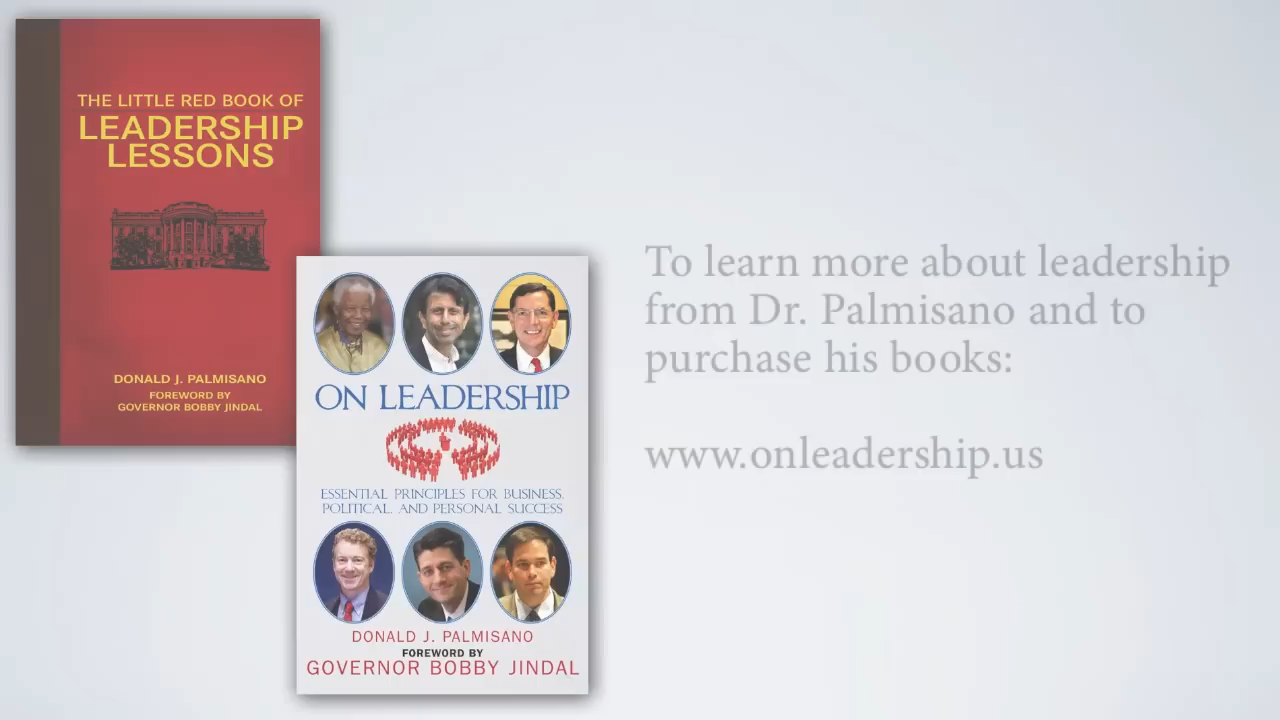 THE LITTLE RED BOOK OF
LEADERSHIP
LESSONS
DONALD J. PALMISANO
FOREWORD BY
GOVERNOR BOBBY JINDAL
ON LEADERSHIP
ESSENTIAL PRINCIPLES FOR BUSINESS,
POLITICAL, AND PERSONAL SUCCESS
DONALD J. PALMISANO
FOREWORD BY
GOVERNOR BOBBY JINDAL
To learn more about leadership
from Dr. Palmisano and to
purchase his books:
www.onleadership.us